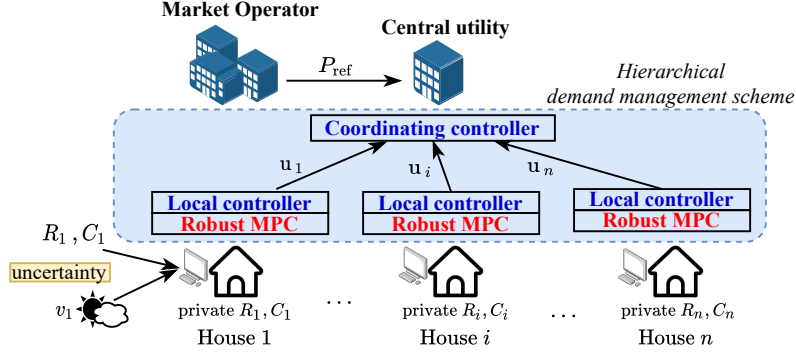 Market Operator
Central utility
P_ref
Hierarchical
demand management scheme
Coordinating controller
u_1
u_i
u_n
Local controller
Robust MPC
Local controller
Robust MPC
Local controller
Robust MPC
R_1, C_1
uncertainty
v_1
private R_1, C_1
House 1
...
private R_i, C_i
House i
...
private R_n, C_n
House n